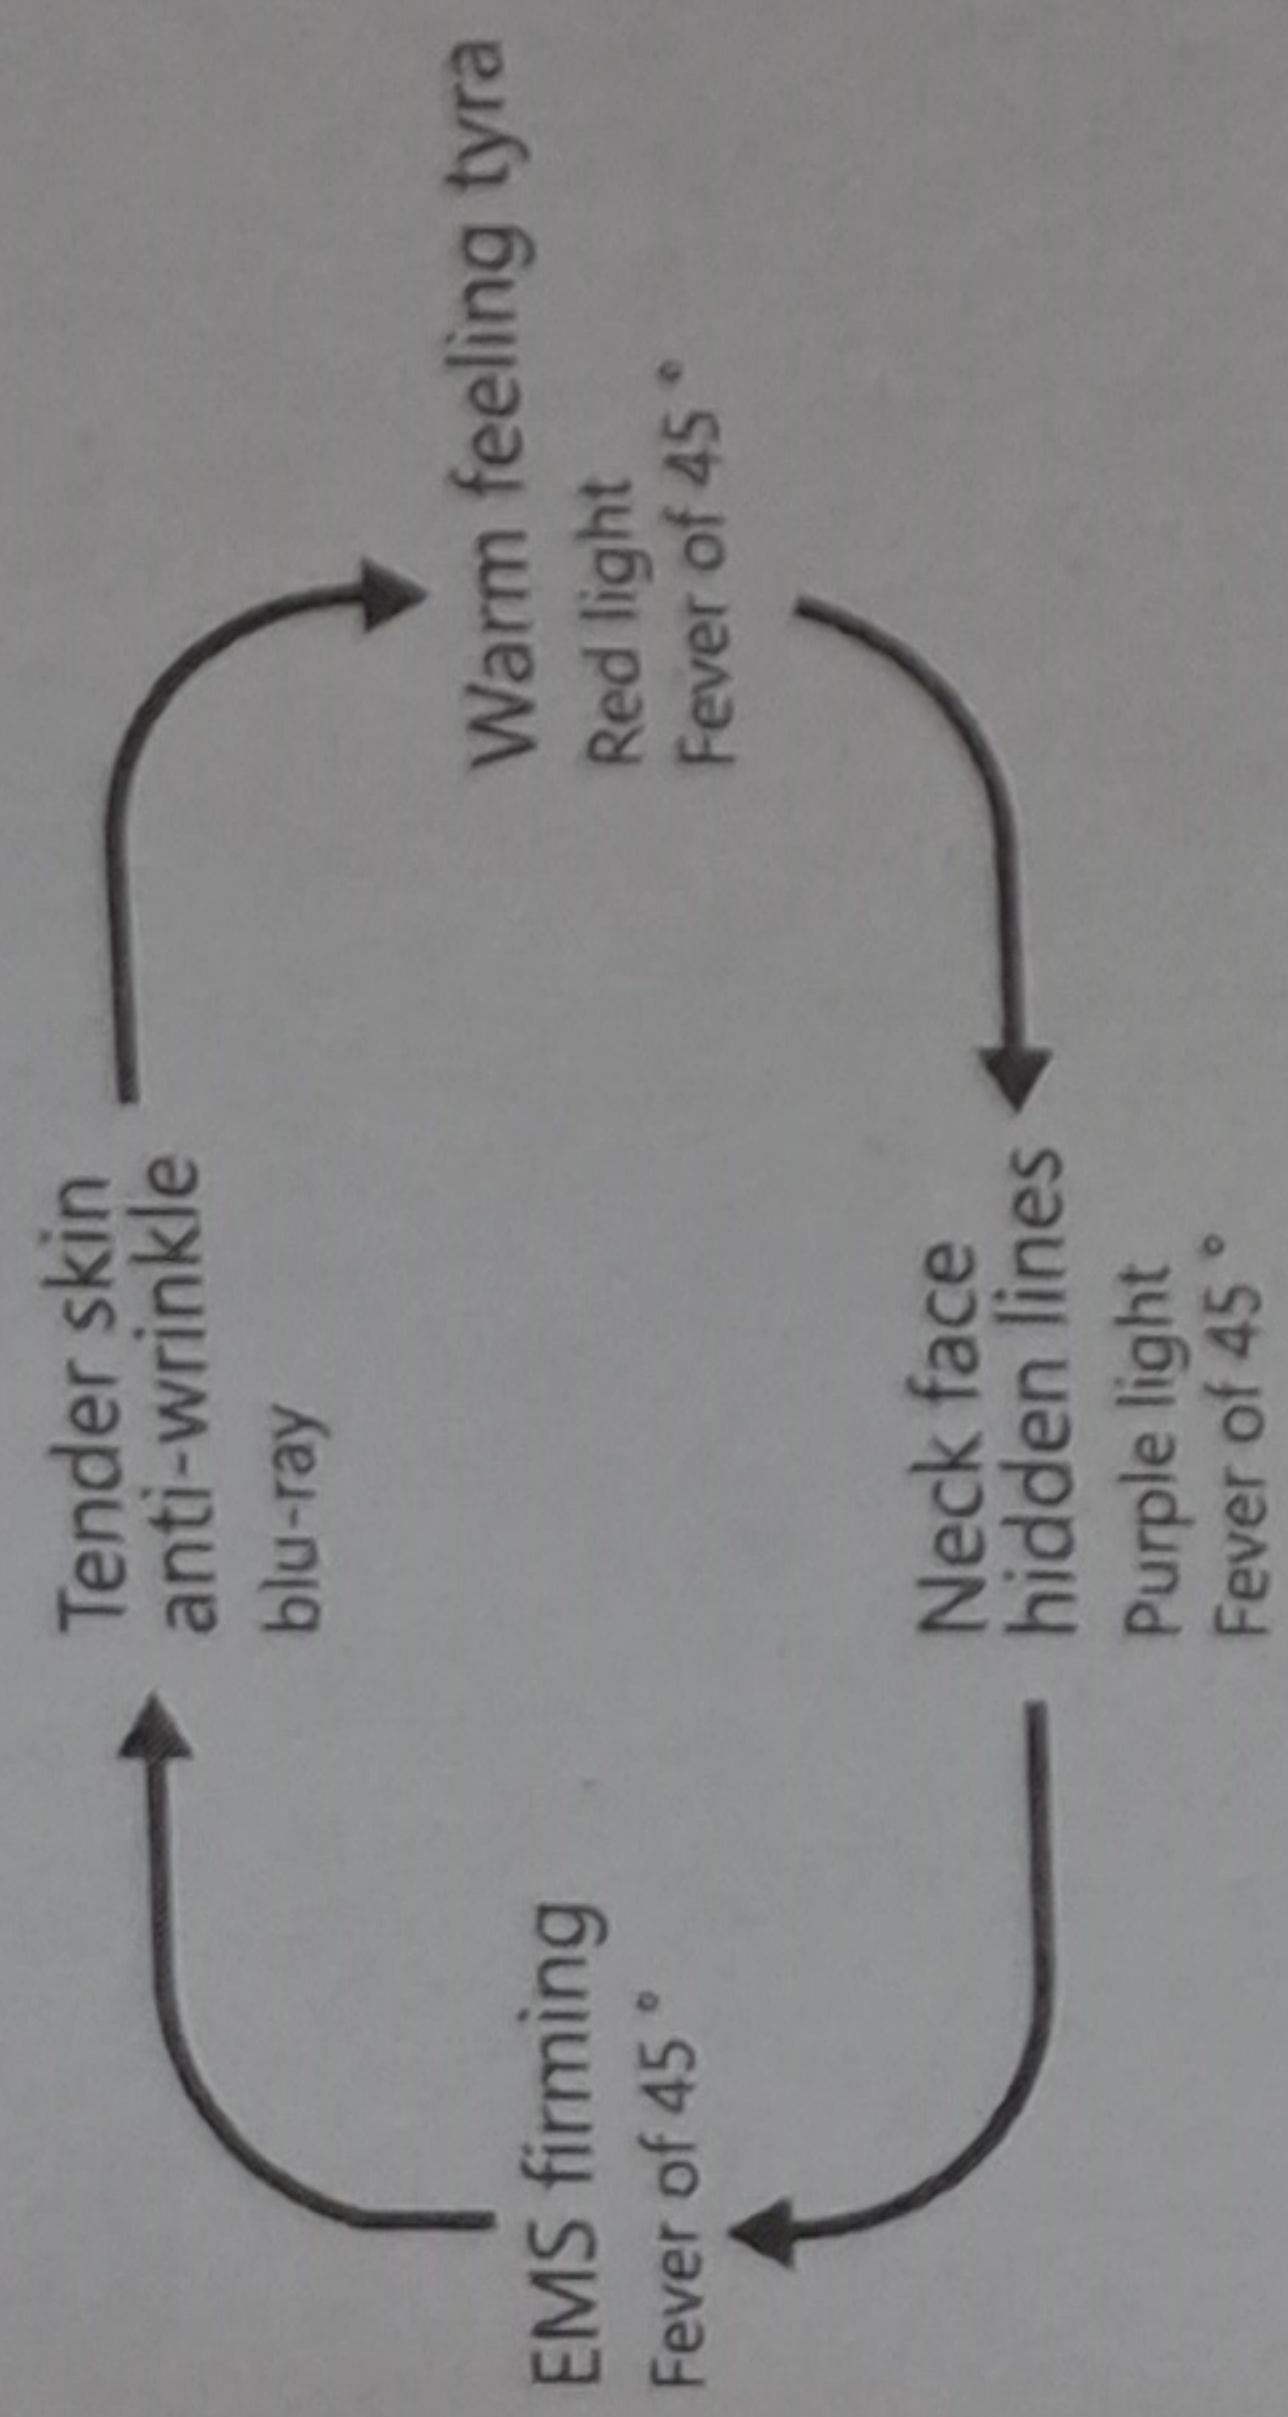 Tender skin
anti-wrinkle
blu-ray
Warm feeling tyra
Red light
Fever of 45°
Neck face
hidden lines
Purple light
Fever of 45°
EMS firming
Fever of 45°